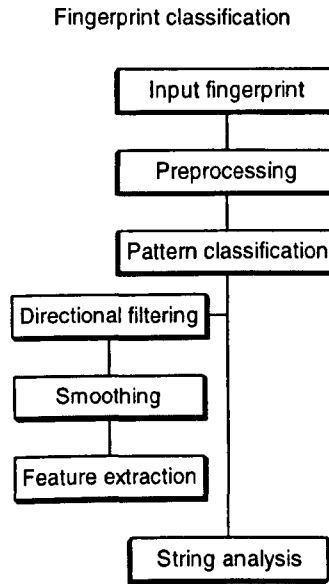 Fingerprint classification
Input fingerprint
Preprocessing
Pattern classification
Directional filtering
Smoothing
Feature extraction
String analysis